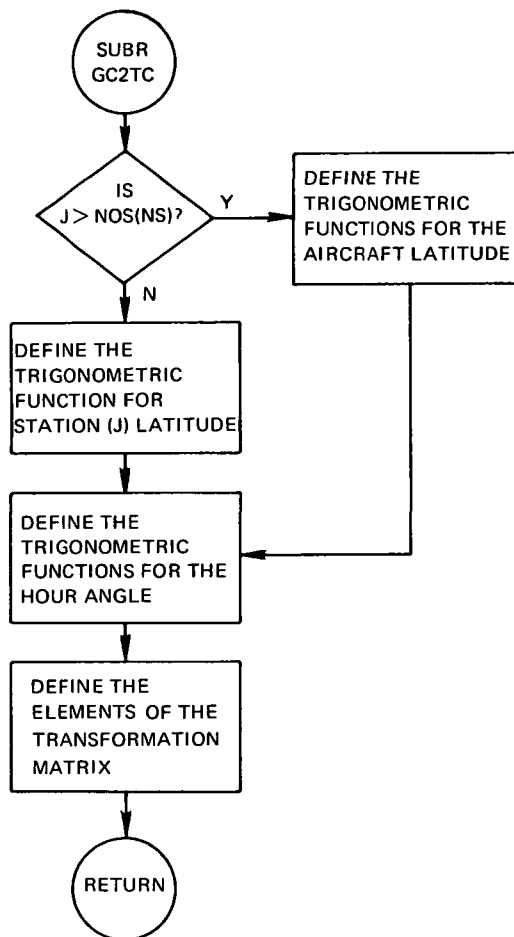 SUBR
GC2TC
IS
J > NOS(NS)?
Y
DEFINE THE
TRIGONOMETRIC
FUNCTIONS FOR THE
AIRCRAFT LATITUDE
N
DEFINE THE
TRIGONOMETRIC
FUNCTION FOR
STATION (J) LATITUDE
DEFINE THE
TRIGONOMETRIC
FUNCTIONS FOR THE
HOUR ANGLE
DEFINE THE
ELEMENTS OF THE
TRANSFORMATION
MATRIX
RETURN